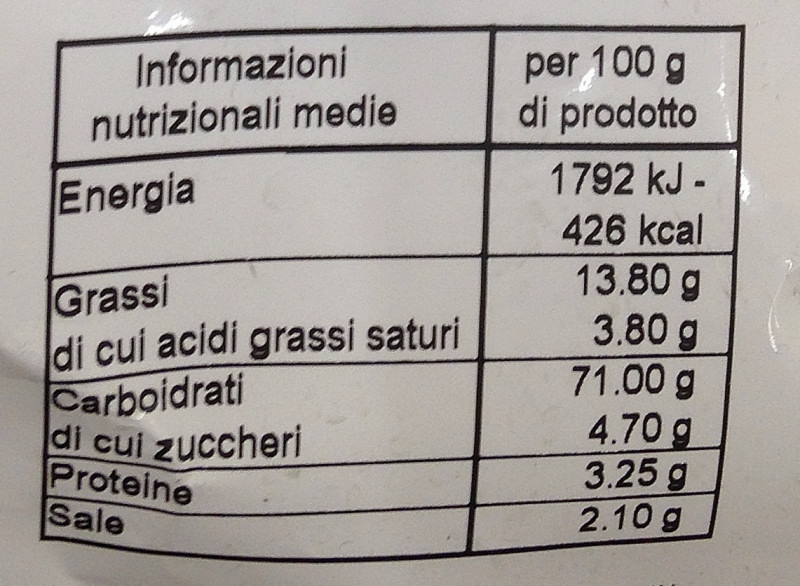 Informazioni
nutrizionali medie
per 100 g
di prodotto
Energia
1792 kJ -
426 kcal
Grassi
13.80 g
di cui acidi grassi saturi
3.80 g
Carboidrati
71.00 g
di cui zuccheri
4.70 g
Proteine
3.25 g
Sale
2.10 g